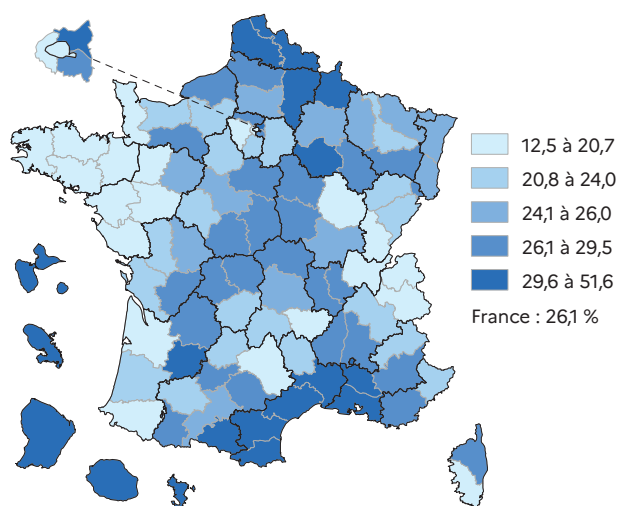 12,5 à 20,7
20,8 à 24,0
24,1 à 26,0
26,1 à 29,5
29,6 à 51,6
France : 26,1 %